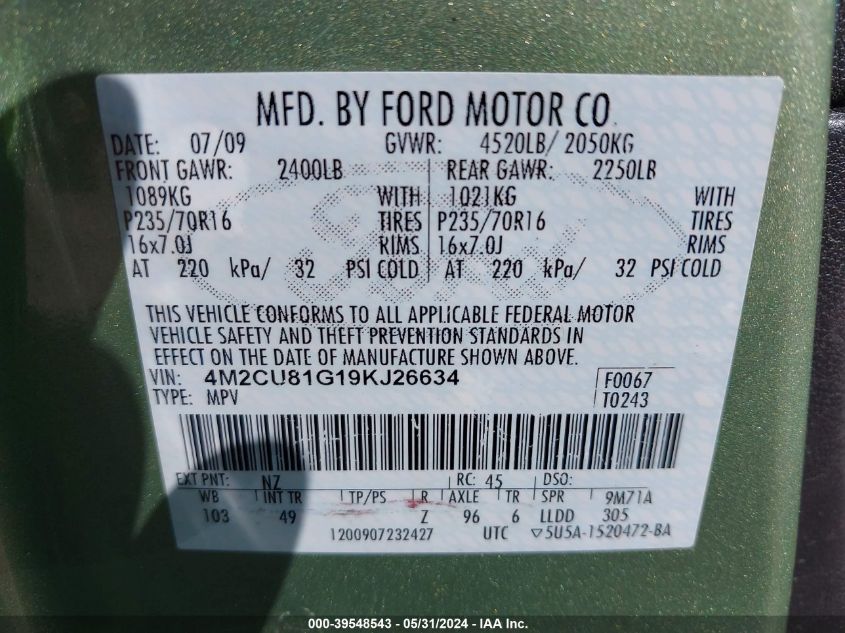 MFD. BY FORD MOTOR CO.
DATE: 07/09 GVWR: 4520LB/ 2050KG
FRONT GAWR: 2400LB REAR GAWR: 2250LB
1089KG WITH 1021KG WITH
P235/70R16 TIRES P235/70R16 TIRES
16x7.0J RIMS 16x7.0J RIMS
AT 220 kPa/ 32 PSI COLD AT 220 kPa/ 32 PSI COLD
THIS VEHICLE CONFORMS TO ALL APPLICABLE FEDERAL MOTOR
VEHICLE SAFETY AND THEFT PREVENTION STANDARDS IN
EFFECT ON THE DATE OF MANUFACTURE SHOWN ABOVE.
VIN: 4M2CU81G19KJ26634 F0067
TYPE: MPV T0243
EXT PNT: NZ RC: 45 DSO:
WB INT TR TP/PS R AXLE TR SPR 9M71A
103 49 Z 96 6 LLDD 305
1200907232427 UTC ▽5U5A-1520472-BA
000-39548543 - 05/31/2024 - IAA Inc.